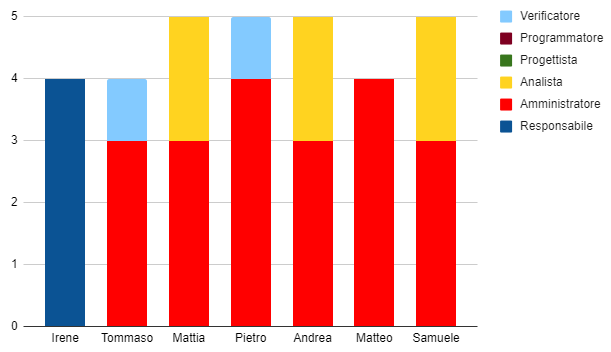 5
4
3
2
1
0
Irene Tommaso Mattia Pietro Andrea Matteo Samuele
Verificatore
Programmatore
Progettista
Analista
Amministratore
Responsabile